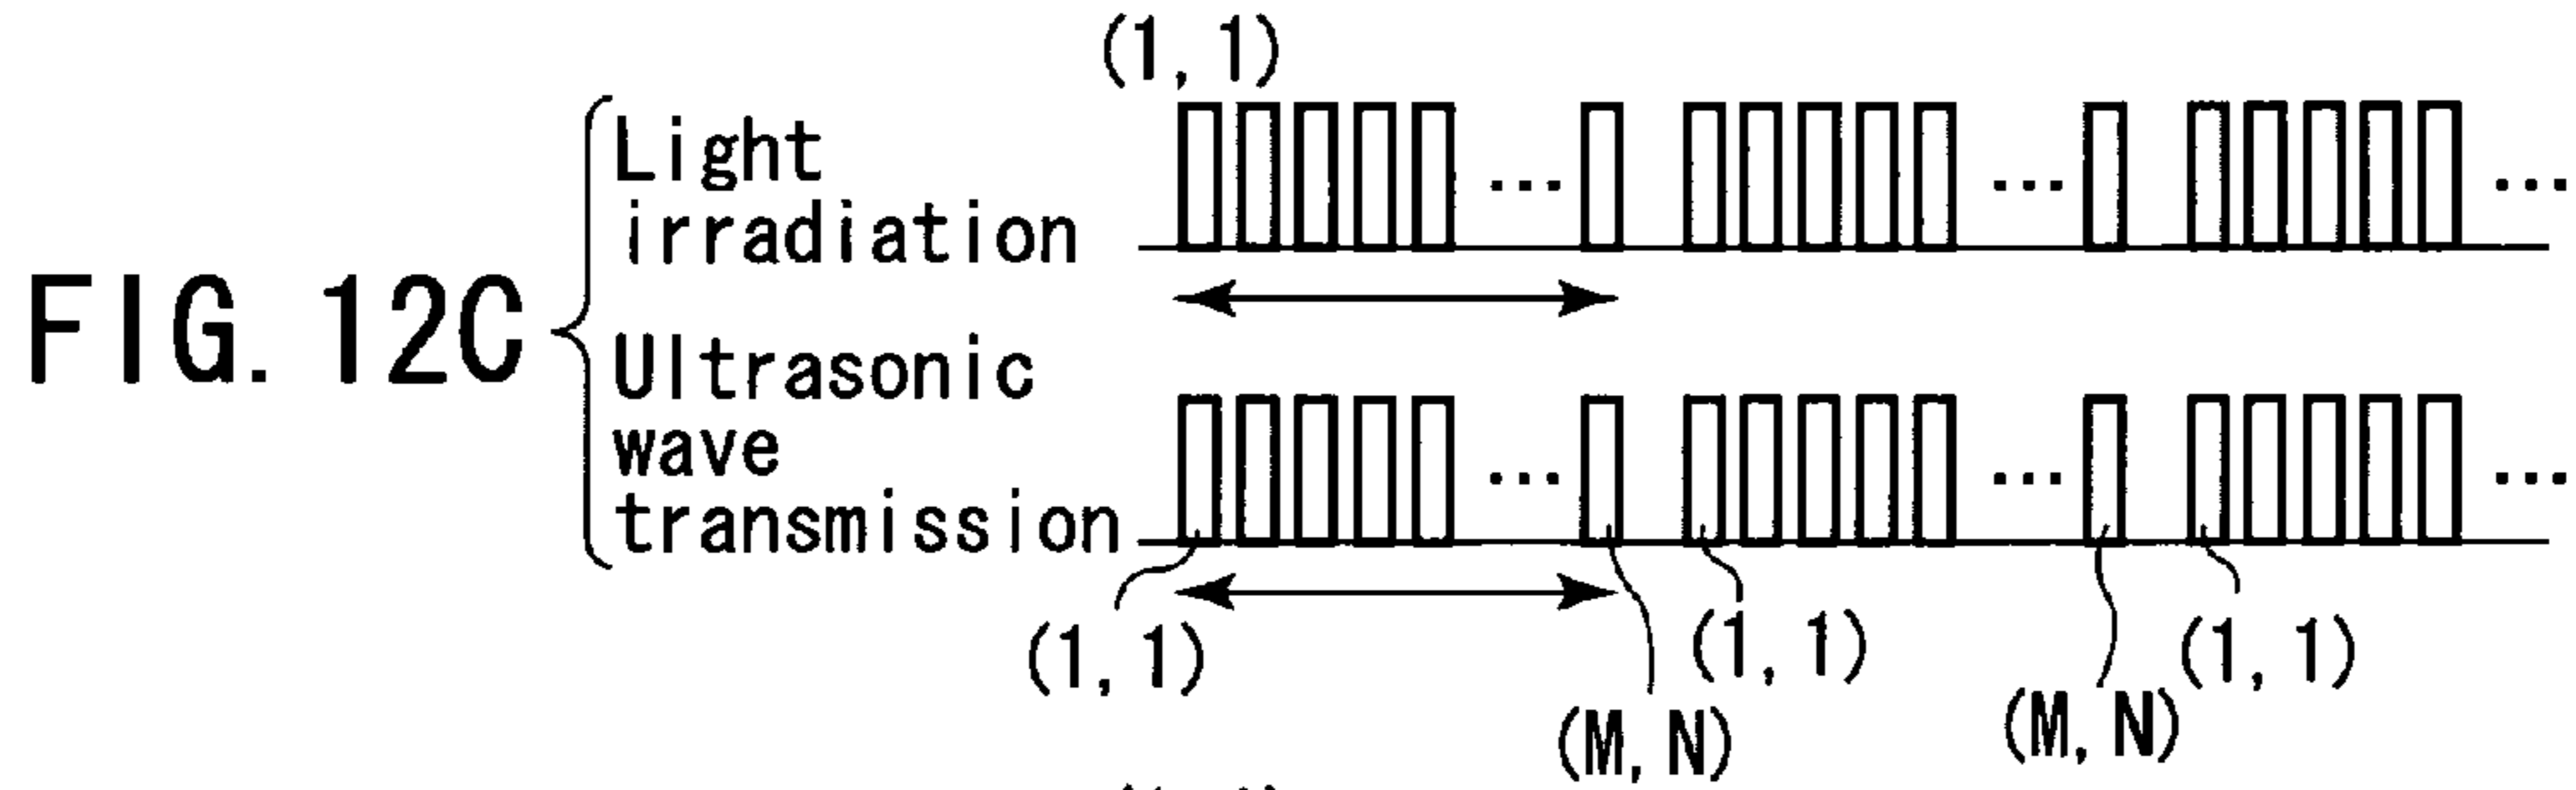 (1, 1)
Light
irradiation
...
...
...
FIG. 12C
Ultrasonic
wave
transmission
...
...
...
(1, 1)
(M, N)
(1, 1)
(M, N)
(1, 1)